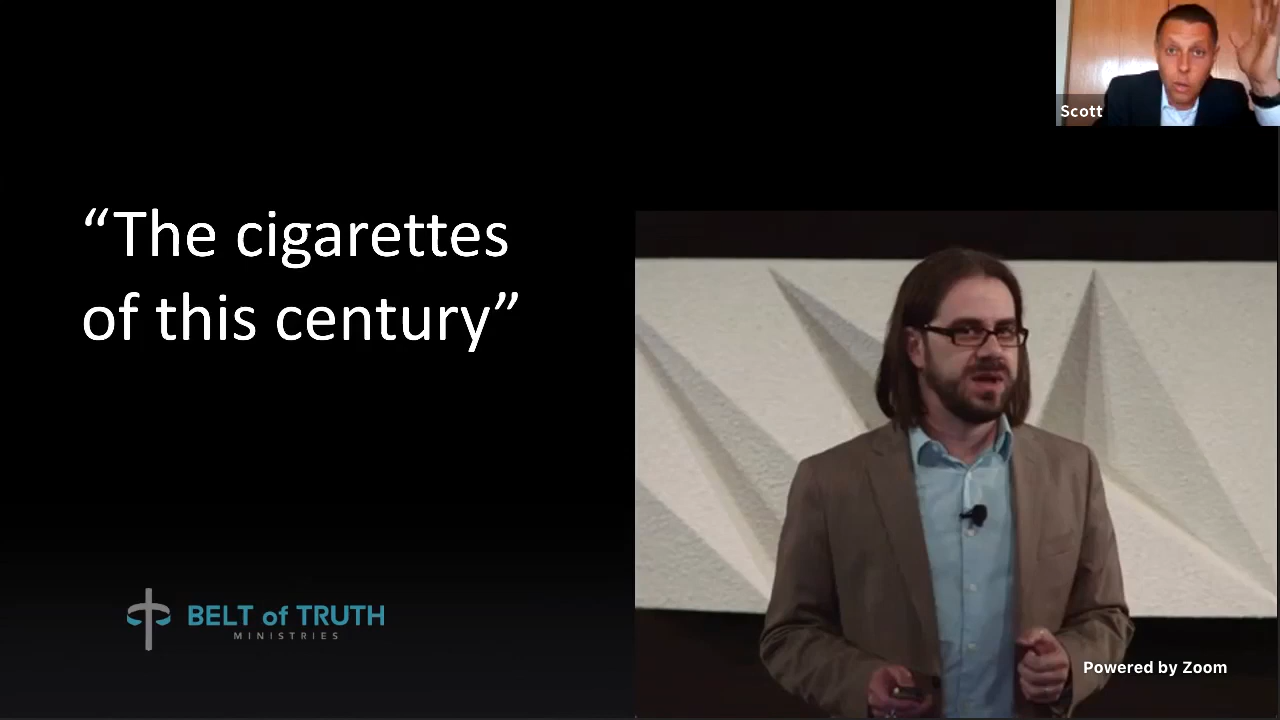 Scott
“The cigarettes
of this century”
BELT of TRUTH
MINISTRIES
Powered by Zoom